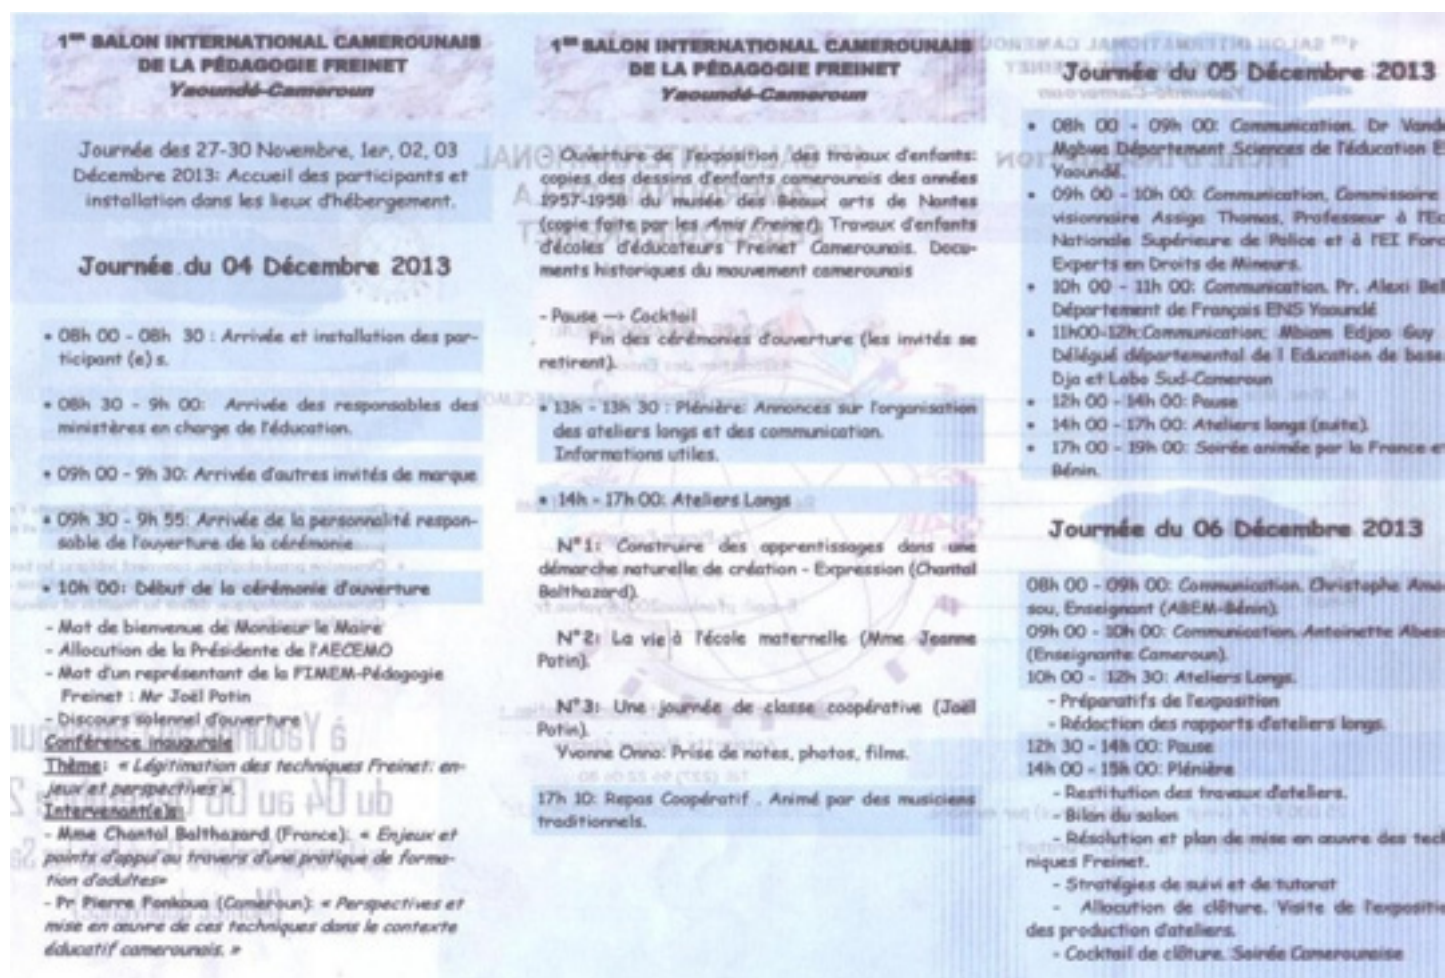 1er SALON INTERNATIONAL CAMEROUNAIS
DE LA PÉDAGOGIE FREINET
Yaoundé-Cameroun
Journée des 27-30 Novembre, 1er, 02, 03
Décembre 2013: Accueil des participants et
installation dans les lieux d'hébergement.
Journée du 04 Décembre 2013
• 08h 00 - 08h 30 : Arrivée et installation des par-
ticipant (e) s.
• 08h 30 - 9h 00: Arrivée des responsables des
ministères en charge de l'éducation.
• 09h 00 - 9h 30: Arrivée d'autres invités de marque
• 09h 30 - 9h 55: Arrivée de la personnalité respon-
sable de l'ouverture de la cérémonie
• 10h 00: Début de la cérémonie d'ouverture
- Mot de bienvenue de Monsieur le Maire
- Allocution de la Présidente de l'AECEMO
- Mot d'un représentant de la FIMEM-Pédagogie
Freinet : Mr Joël Potin
- Discours solennel d'ouverture
Conférence inaugurale
Thème: « Légitimation des techniques Freinet: en-
jeux et perspectives ».
Intervenant(e)s:
- Mme Chantal Balthazard (France): « Enjeux et
points d'appui au travers d'une pratique de forma-
tion d'adultes»
- Pr Pierre Fonkoua (Cameroun): « Perspectives et
mise en œuvre de ces techniques dans le contexte
éducatif camerounais. »
1er SALON INTERNATIONAL CAMEROUNAIS
DE LA PÉDAGOGIE FREINET
Yaoundé-Cameroun
Ouverture de l'exposition des travaux d'enfants:
copies des dessins d'enfants camerounais des années
1957-1958 du musée des Beaux arts de Nantes
(copie faite par les Amis Freinet). Travaux d'enfants
d'écoles d'éducateurs Freinet Camerounais. Docu-
ments historiques du mouvement camerounais
- Pause → Cocktail
Fin des cérémonies d'ouverture (les invités se
retirent).
• 13h - 13h 30 : Plénière: Annonces sur l'organisation
des ateliers longs et des communication.
Informations utiles.
• 14h - 17h 00: Ateliers Longs
N°1: Construire des apprentissages dans une
démarche naturelle de création - Expression (Chantal
Balthazard).
N°2: La vie à l'école maternelle (Mme Jeanne
Potin).
N°3: Une journée de classe coopérative (Joël
Potin).
Yvonne Onno: Prise de notes, photos, films.
17h 10: Repas Coopératif . Animé par des musiciens
traditionnels.
Journée du 05 Décembre 2013
• 08h 00 - 09h 00: Communication. Dr
Mgbwa Département Sciences de l'éducation
Yaoundé.
• 09h 00 - 10h 00: Communication, Commissaire
visionnaire Assiga Thomas, Professeur à
Nationale Supérieure de Police et à l'EI
Experts en Droits de Mineurs.
• 10h 00 - 11h 00: Communication. Pr. Alexi
Département de Français ENS Yaoundé
• 11h00-12h:Communication: Mbiam Edjoo Guy
Délégué départemental de l Education de base
Dja et Lobo Sud-Cameroun
• 12h 00 - 14h 00: Pause
• 14h 00 - 17h 00: Ateliers longs (suite).
• 17h 00 - 19h 00: Soirée animée par la France et
Bénin.
Journée du 06 Décembre 2013
08h 00 - 09h 00: Communication. Christophe
sou, Enseignant (ABEM-Bénin).
09h 00 - 10h 00: Communication. Antoinette
(Enseignante Cameroun).
10h 00 - 12h 30: Ateliers Longs.
- Préparatifs de l'exposition
- Rédaction des rapports d'ateliers longs.
12h 30 - 14h 00: Pause
14h 00 - 15h 00: Plénière
- Restitution des travaux d'ateliers.
- Bilan du salon
- Résolution et plan de mise en œuvre des tech
niques Freinet.
- Stratégies de suivi et de tutorat
- Allocution de clôture. Visite de
des production d'ateliers.
- Cocktail de clôture. Soirée Camerounaise